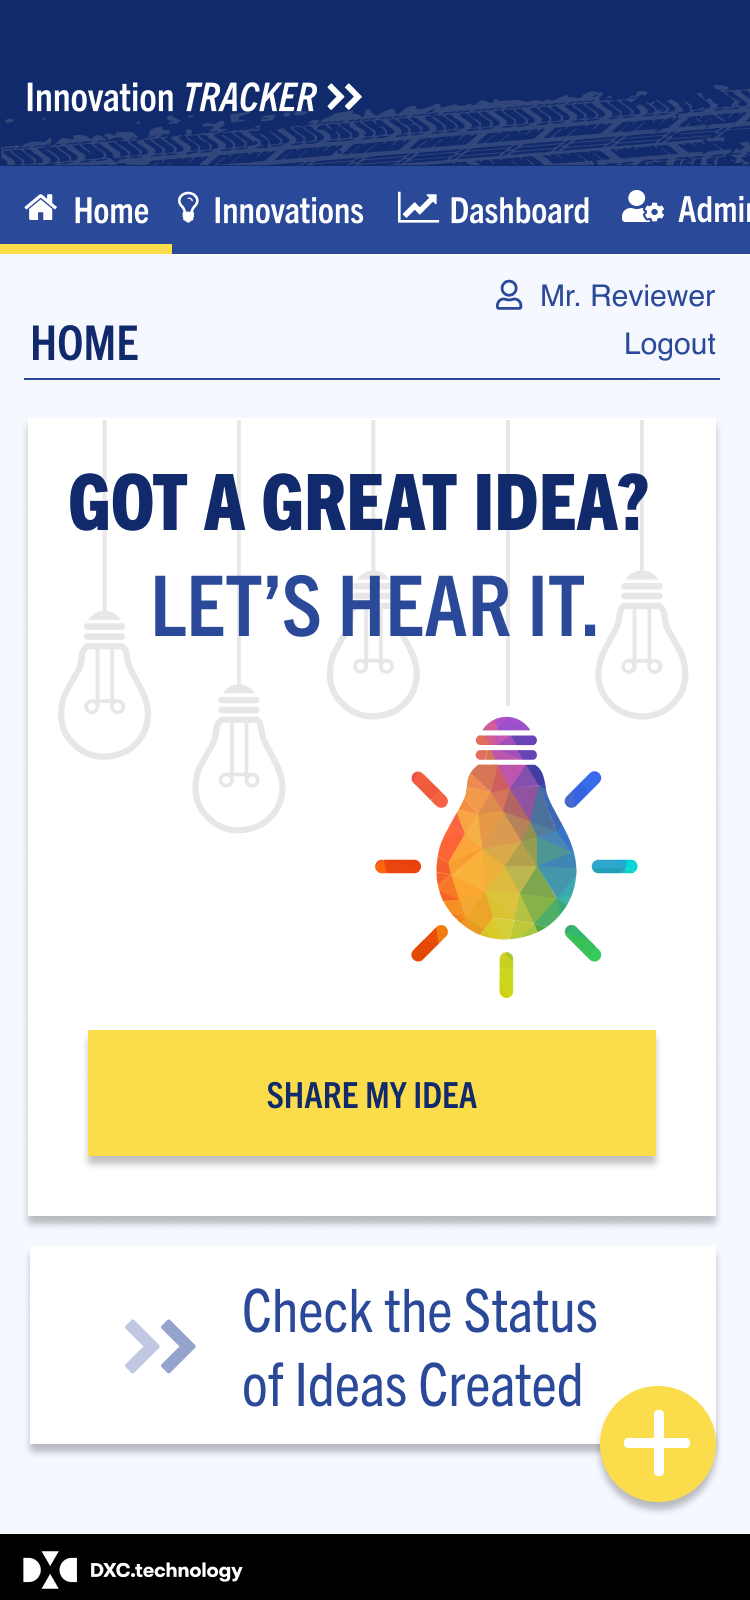 Innovation TRACKER
Home Innovations Dashboard Admin
Mr. Reviewer
HOME
Logout
GOT A GREAT IDEA?
LET'S HEAR IT.
SHARE MY IDEA
Check the Status
of Ideas Created
DXC.technology